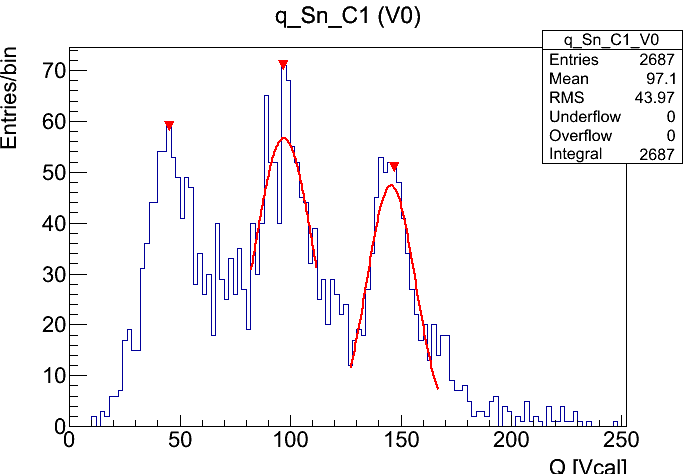 q_Sn_C1 (V0)
q_Sn_C1_V0
Entries 2687
Mean 97.1
RMS 43.97
Underflow 0
Overflow 0
Integral 2687
Entries/bin
70
60
50
40
30
20
10
0
0 50 100 150 200 250
Q [Vcal]